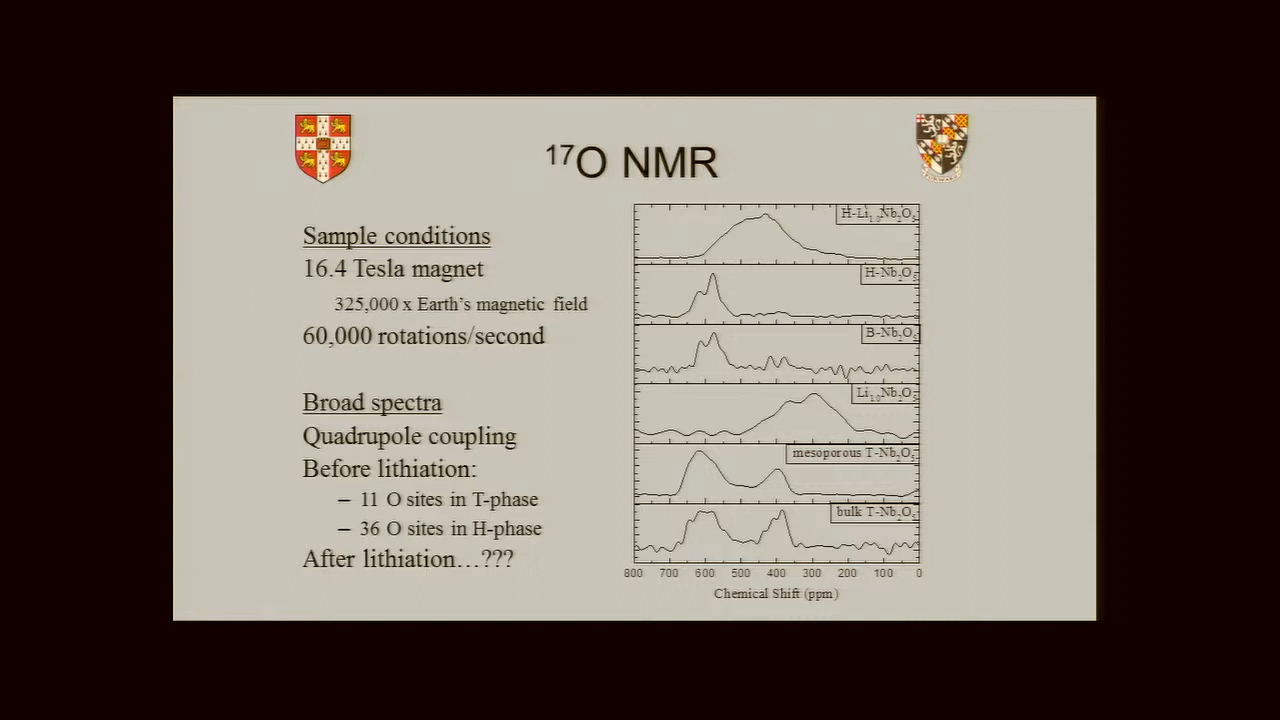 ¹⁷O NMR
Sample conditions
16.4 Tesla magnet
325,000 x Earth's magnetic field
60,000 rotations/second
Broad spectra
Quadrupole coupling
Before lithiation:
– 11 O sites in T-phase
– 36 O sites in H-phase
After lithiation…???
H-Li₁.₀Nb₂O₅
H-Nb₂O₅
B-Nb₂O₅
Li₁.₀Nb₂O₅
mesoporous T-Nb₂O₅
bulk T-Nb₂O₅
800 700 600 500 400 300 200 100 0
Chemical Shift (ppm)